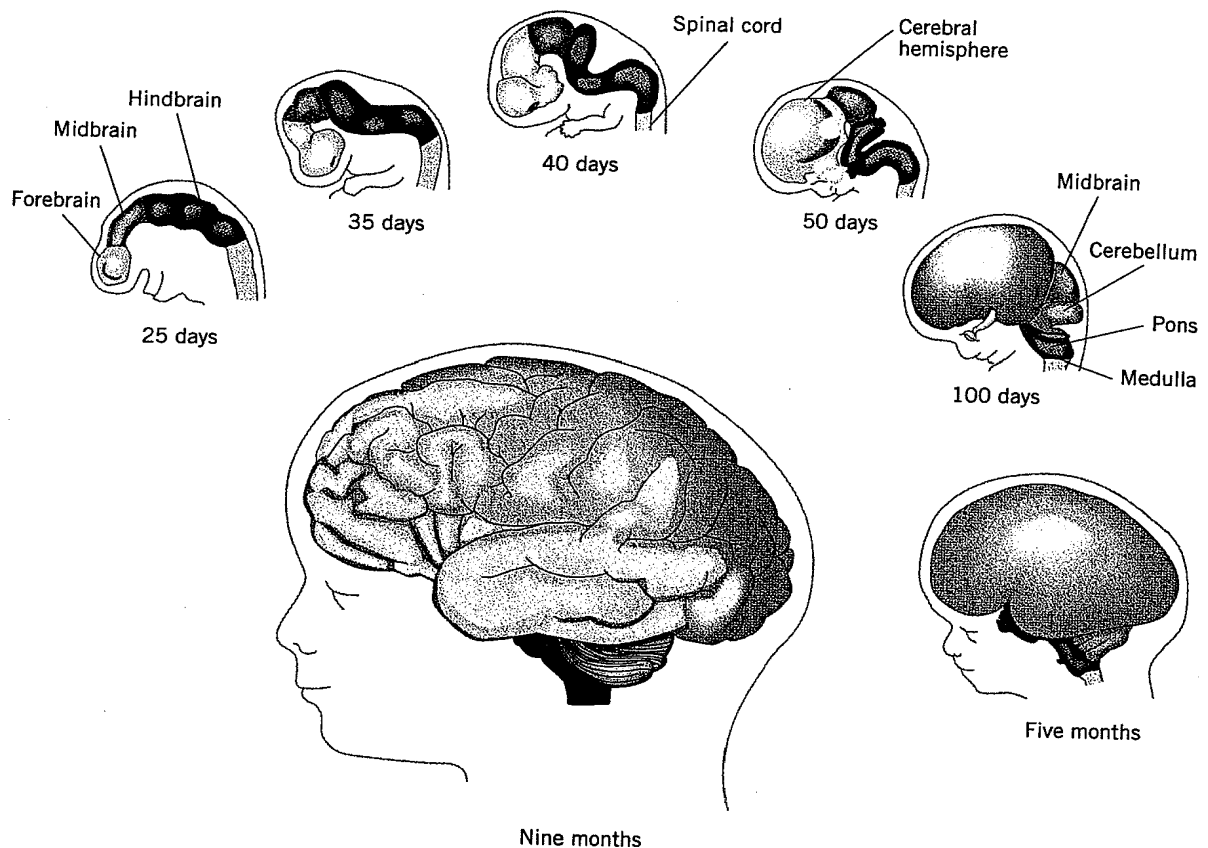 Spinal cord
Cerebral
hemisphere
Hindbrain
Midbrain
Forebrain
40 days
35 days
50 days
25 days
Midbrain
Cerebellum
Pons
Medulla
100 days
Five months
Nine months